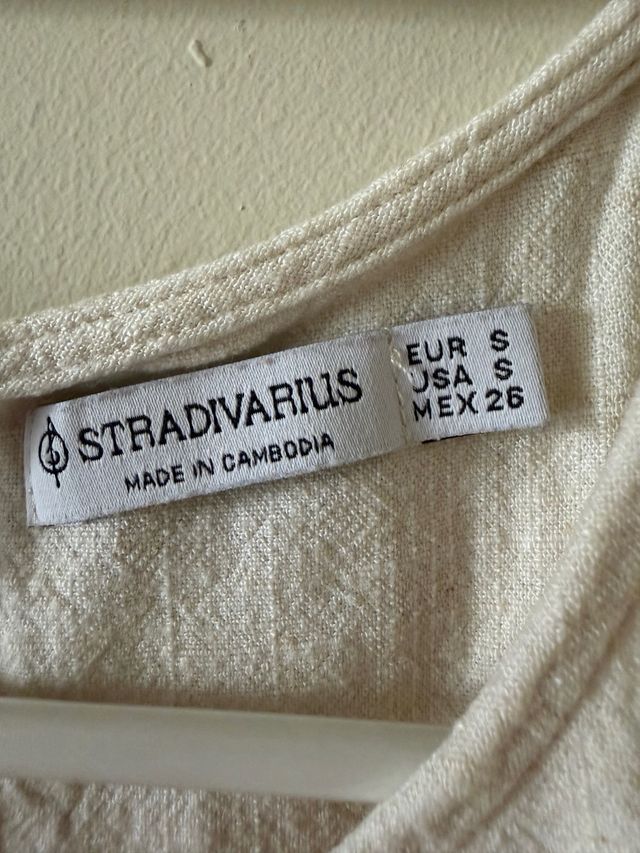 STRADIVARIUS
MADE IN CAMBODIA
EUR S
USA S
MEX 26